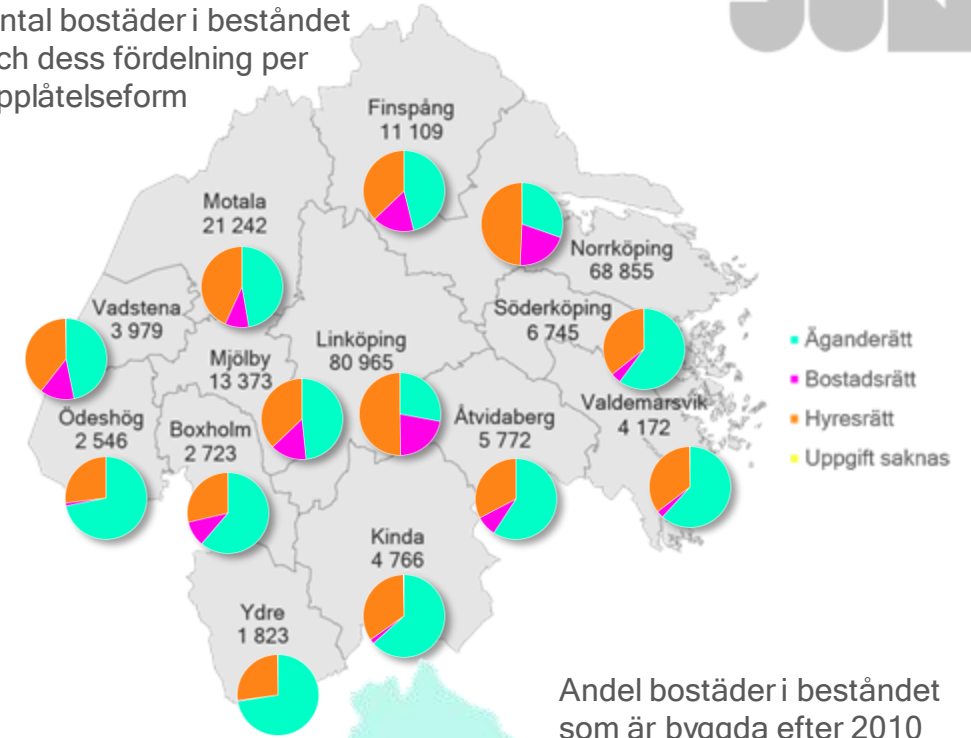 ntal bostäder i beståndet
ch dess fördelning per
pplåtelseform
Finspång
11 109
Motala
21 242
Norrköping
68 855
Vadstena
3 979
Söderköping
6 745
Linköping
80 965
Mjölby
13 373
Äganderätt
Bostadsrätt
Hyresrätt
Uppgift saknas
Ödeshög
2 546
Boxholm
2 723
Åtvidaberg
5 772
Valdemarsvik
4 172
Kinda
4 766
Ydre
1 823
Andel bostäder i beståndet
som är byggda efter 2010